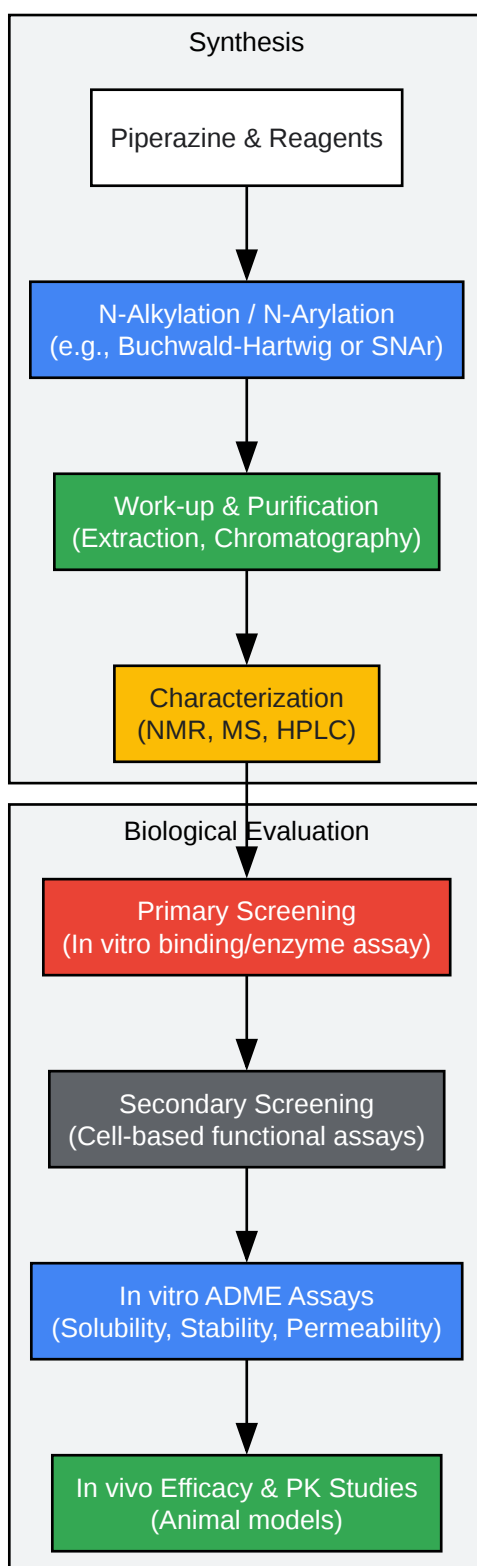 Synthesis
Piperazine & Reagents
N-Alkylation / N-Arylation
(e.g., Buchwald-Hartwig or SNAr)
Work-up & Purification
(Extraction, Chromatography)
Characterization
(NMR, MS, HPLC)
Biological Evaluation
Primary Screening
(In vitro binding/enzyme assay)
Secondary Screening
(Cell-based functional assays)
In vitro ADME Assays
(Solubility, Stability, Permeability)
In vivo Efficacy & PK Studies
(Animal models)